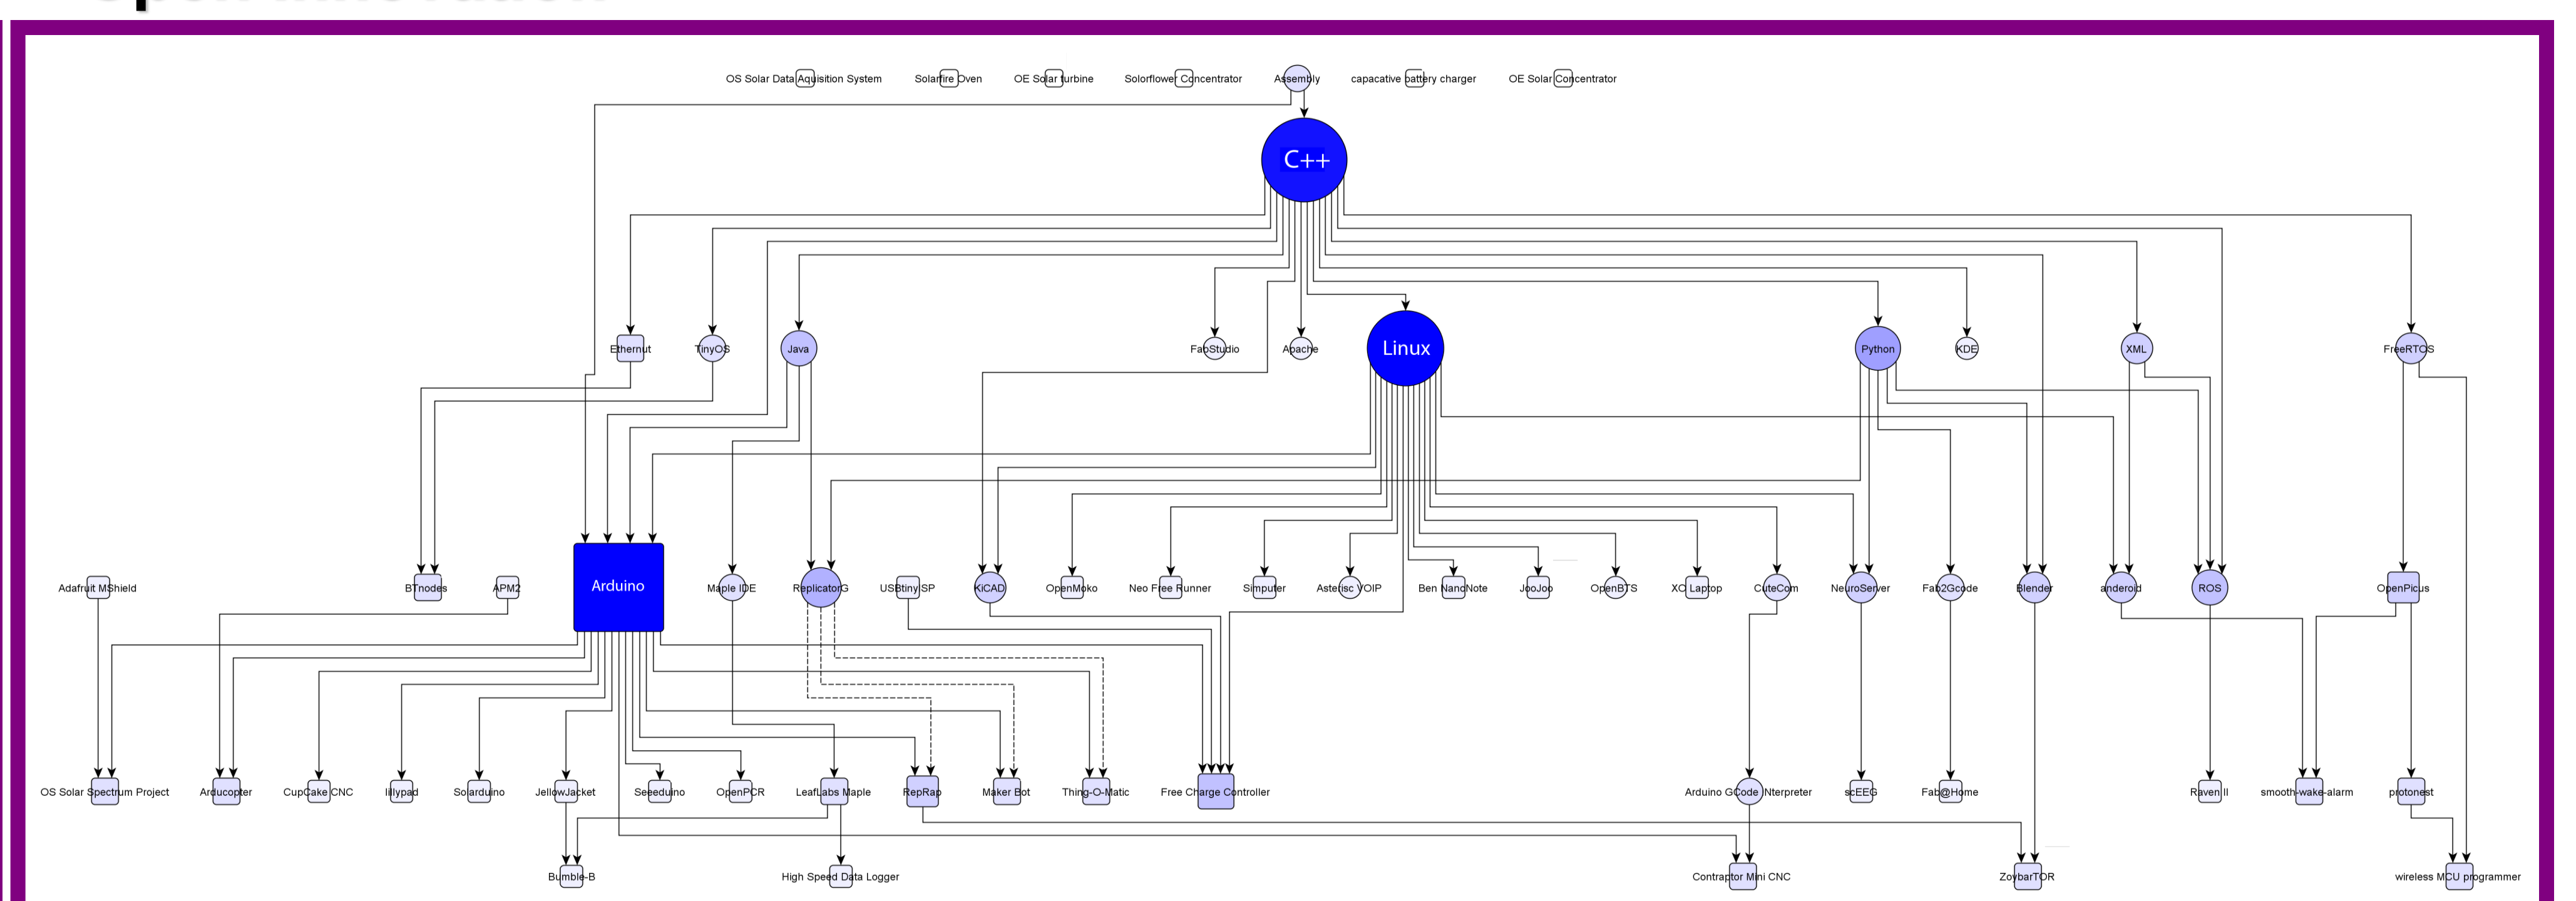 OS Solar Data Aquisition System
Solarfire Oven
OE Solar turbine
Solorflower Concentrator
Assembly
capacative battery charger
OE Solar Concentrator
C++
Ethernut
TinyOS
Java
FabStudio
Apache
Linux
Python
KDE
XML
FreeRTOS
Adafruit MShield
BTnodes
APM2
Arduino
Maple IDE
ReplicatorG
USBtinyISP
KiCAD
OpenMoko
Neo Free Runner
Simputer
Asterisc VOIP
Ben NanoNote
JooJoo
OpenBTS
XO Laptop
CuteCom
NeuroServer
Fab2Gcode
Blender
anderoid
ROS
OpenPicus
OS Solar Spectrum Project
Arducopter
CupCake CNC
lillypad
Solarduino
JellowJacket
Seeeduino
OpenPCR
LeafLabs Maple
RepRap
Maker Bot
Thing-O-Matic
Free Charge Controller
Arduino GCode INterpreter
scEEG
Fab@Home
Raven II
smooth-wake-alarm
protonest
Bumble-B
High Speed Data Logger
Contraptor Mini CNC
ZoybarTOR
wireless MCU programmer